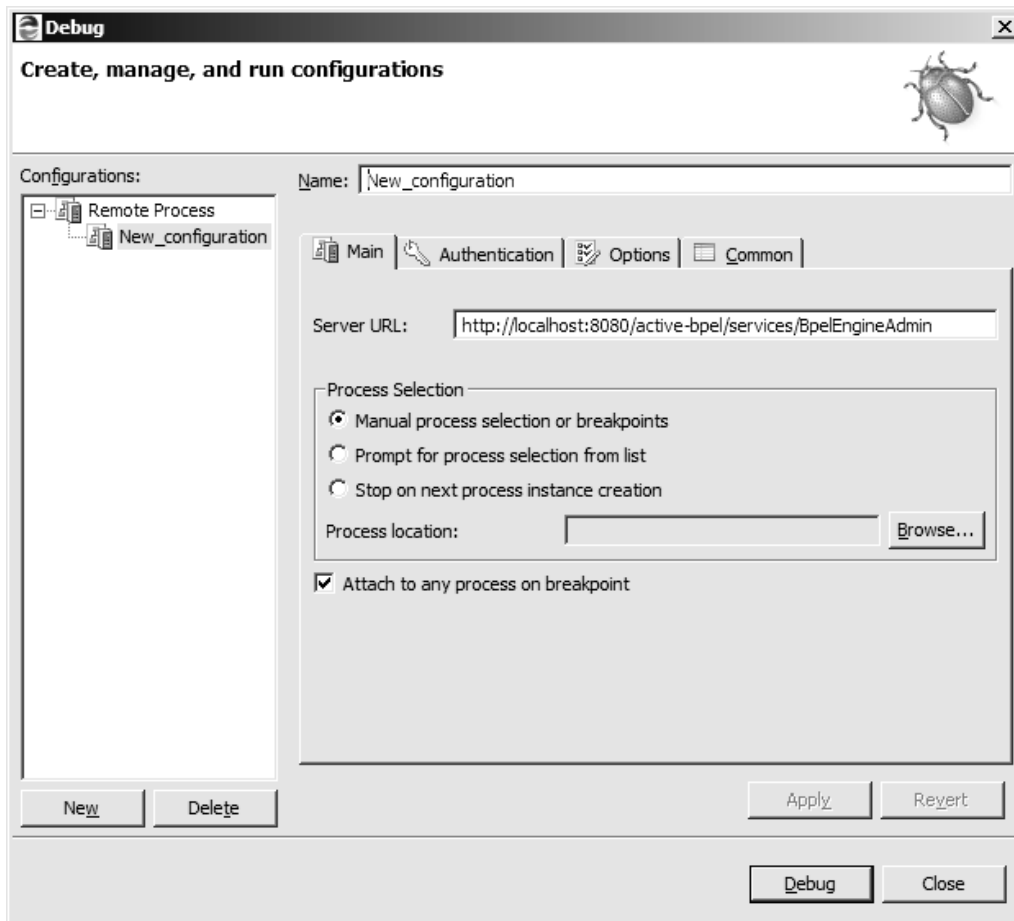 Debug
Create, manage, and run configurations
Configurations:
Remote Process
New_configuration
New
Delete
Name: New_configuration
Main Authentication Options Common
Server URL: http://localhost:8080/active-bpel/services/BpelEngineAdmin
Process Selection
Manual process selection or breakpoints
Prompt for process selection from list
Stop on next process instance creation
Process location: Browse...
Attach to any process on breakpoint
Apply Revert
Debug Close